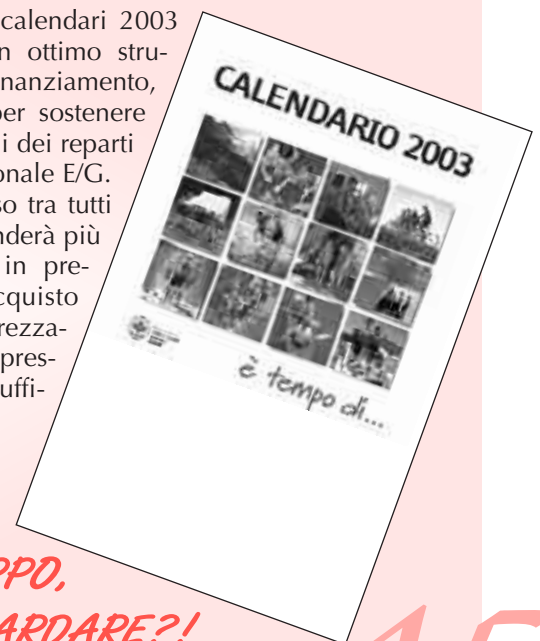 calendari 2003
n ottimo stru-
nanziamento,
per sostenere
i dei reparti
onale E/G.
so tra tutti
nderà più
in pre-
cquisto
rezza-
pres-
uffi-
CALENDARIO 2003
è tempo di...
PPO,
ARDARE?!